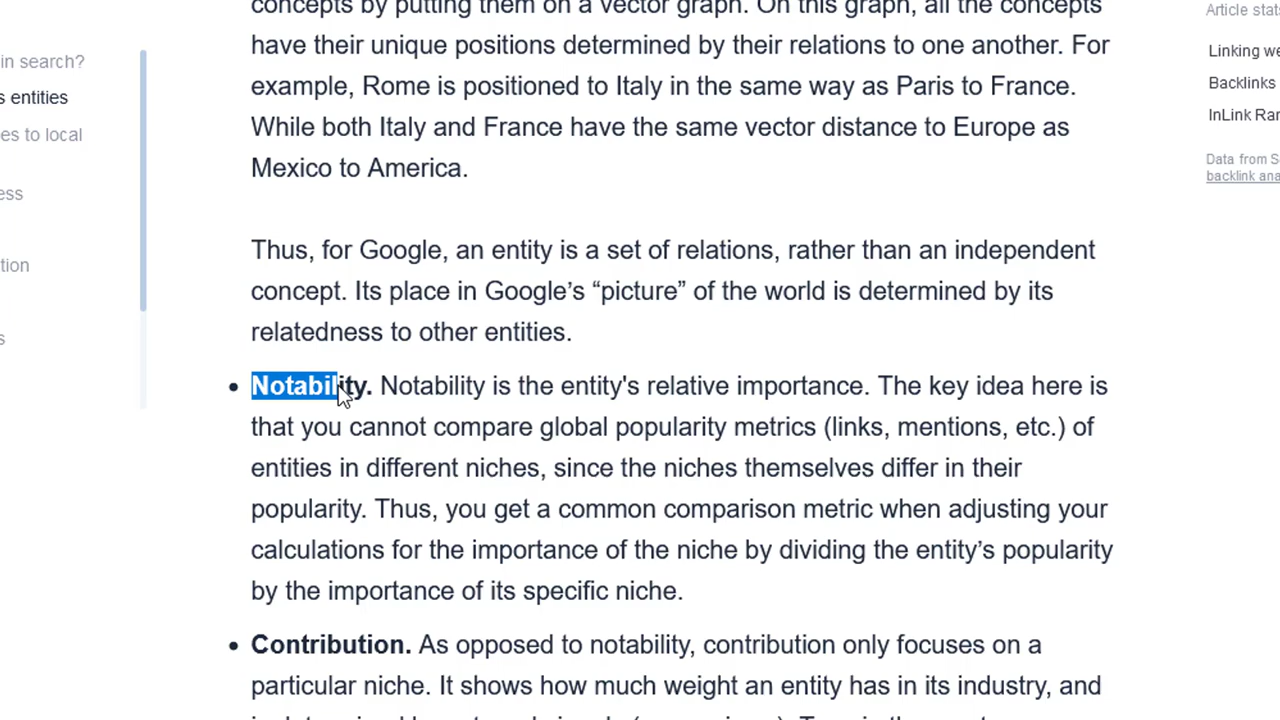 concepts by putting them on a vector graph. On this graph, all the concepts
have their unique positions determined by their relations to one another. For
example, Rome is positioned to Italy in the same way as Paris to France.
While both Italy and France have the same vector distance to Europe as
Mexico to America.
Thus, for Google, an entity is a set of relations, rather than an independent
concept. Its place in Google’s “picture” of the world is determined by its
relatedness to other entities.
• Notability. Notability is the entity's relative importance. The key idea here is
that you cannot compare global popularity metrics (links, mentions, etc.) of
entities in different niches, since the niches themselves differ in their
popularity. Thus, you get a common comparison metric when adjusting your
calculations for the importance of the niche by dividing the entity’s popularity
by the importance of its specific niche.
• Contribution. As opposed to notability, contribution only focuses on a
particular niche. It shows how much weight an entity has in its industry, and
in search?
s entities
es to local
ess
tion
s
Article stat
Linking we
Backlinks
InLink Ran
Data from S
backlink ana